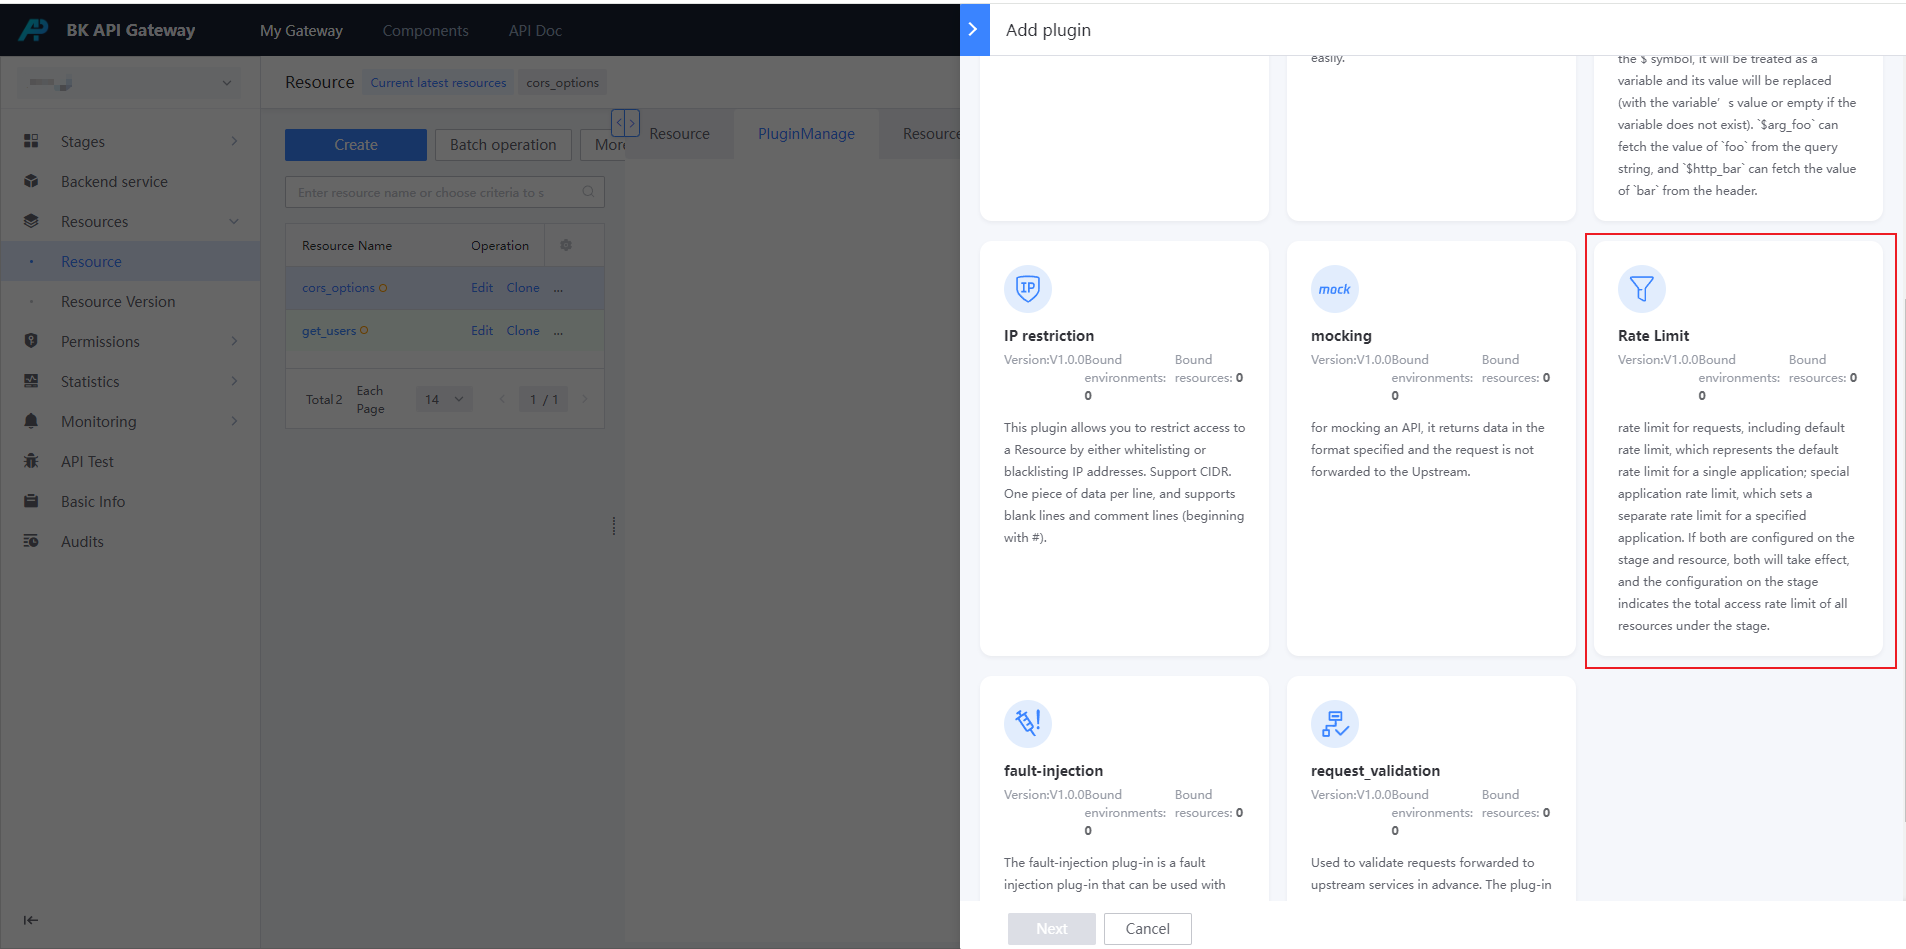 BK API Gateway
My Gateway
Components
API Doc
Add plugin
Resource
Current latest resources
cors_options
Stages
Backend service
Resources
Resource
Resource Version
Permissions
Statistics
Monitoring
API Test
Basic Info
Audits
Create
Batch operation
More
Enter resource name or choose criteria to s
Resource Name
Operation
cors_options
Edit
Clone
...
get_users
Edit
Clone
...
Total 2
Each
Page
14
1 / 1
Resource
PluginManage
Resource
easily.
the $ symbol, it will be treated as a
variable and its value will be replaced
(with the variable’s value or empty if the
variable does not exist). `$arg_foo` can
fetch the value of `foo` from the query
string, and `$http_bar` can fetch the value
of `bar` from the header.
IP
IP restriction
Version:V1.0.0
Bound
environments:
0
Bound
resources: 0
This plugin allows you to restrict access to
a Resource by either whitelisting or
blacklisting IP addresses. Support CIDR.
One piece of data per line, and supports
blank lines and comment lines (beginning
with #).
mock
mocking
Version:V1.0.0
Bound
environments:
0
Bound
resources: 0
for mocking an API, it returns data in the
format specified and the request is not
forwarded to the Upstream.
Rate Limit
Version:V1.0.0
Bound
environments:
0
Bound
resources: 0
rate limit for requests, including default
rate limit, which represents the default
rate limit for a single application; special
application rate limit, which sets a
separate rate limit for a specified
application. If both are configured on the
stage and resource, both will take effect,
and the configuration on the stage
indicates the total access rate limit of all
resources under the stage.
fault-injection
Version:V1.0.0
Bound
environments:
0
Bound
resources: 0
The fault-injection plug-in is a fault
injection plug-in that can be used with
request_validation
Version:V1.0.0
Bound
environments:
0
Bound
resources: 0
Used to validate requests forwarded to
upstream services in advance. The plug-in
Next
Cancel